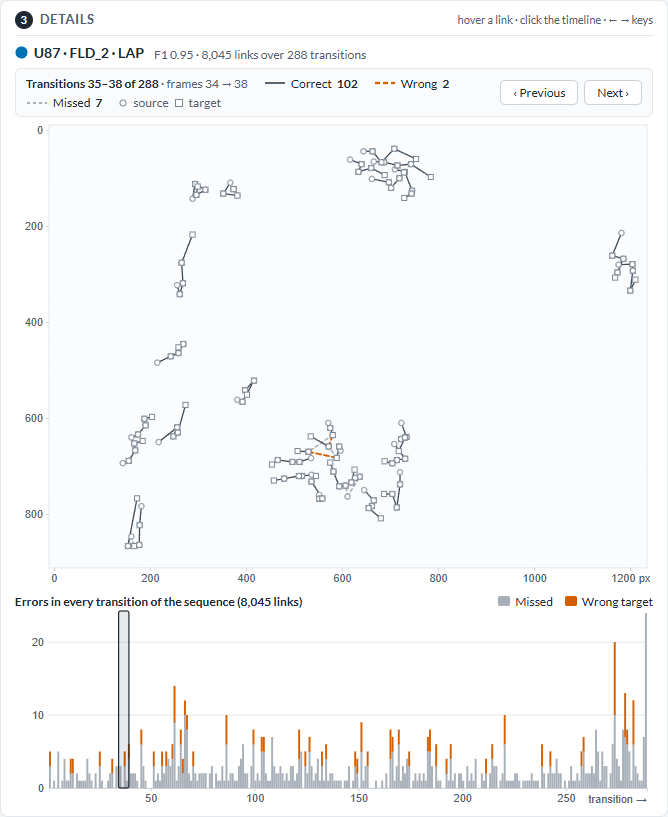 3 DETAILS hover a link · click the timeline · ← → keys
U87 · FLD_2 · LAP F1 0.95 · 8,045 links over 288 transitions
Transitions 35–38 of 288 · frames 34 → 38 Correct 102 Wrong 2
Missed 7 source target
‹ Previous Next ›
0
200
400
600
800
0 200 400 600 800 1000 1200 px
Errors in every transition of the sequence (8,045 links) Missed Wrong target
20
10
0
50 100 150 200 250 transition →